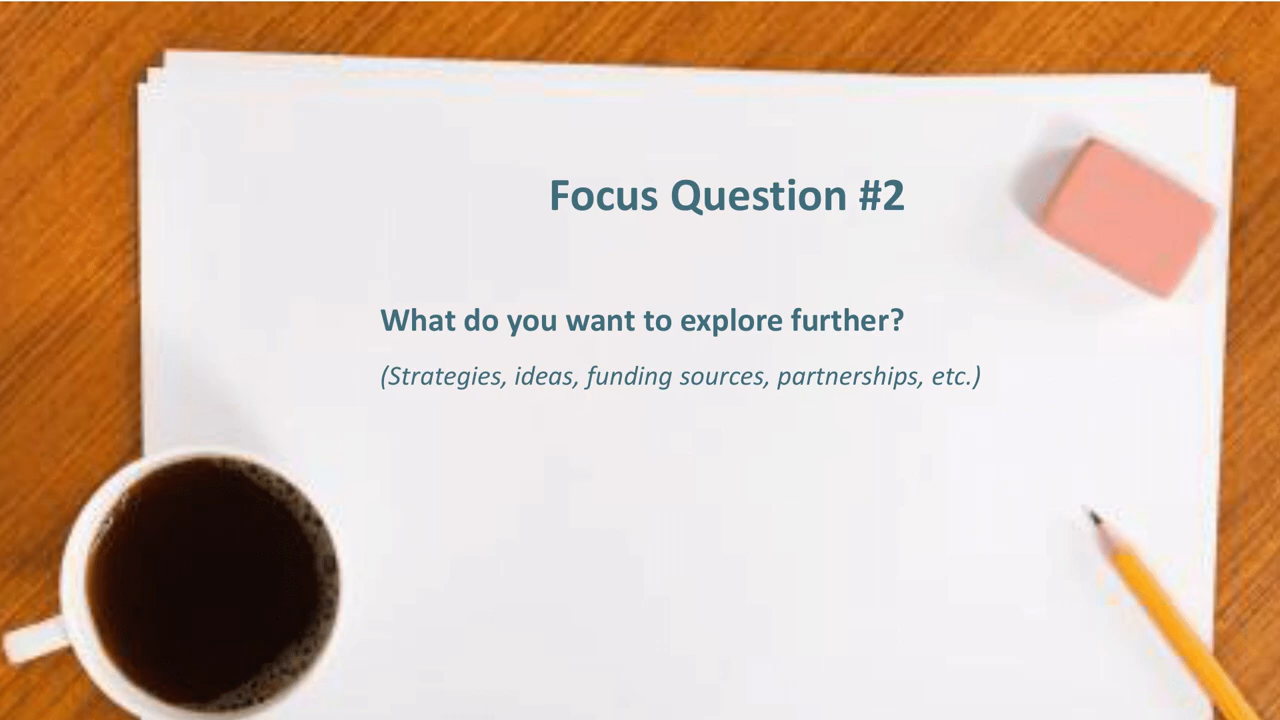 Focus Question #2
What do you want to explore further?
(Strategies, ideas, funding sources, partnerships, etc.)